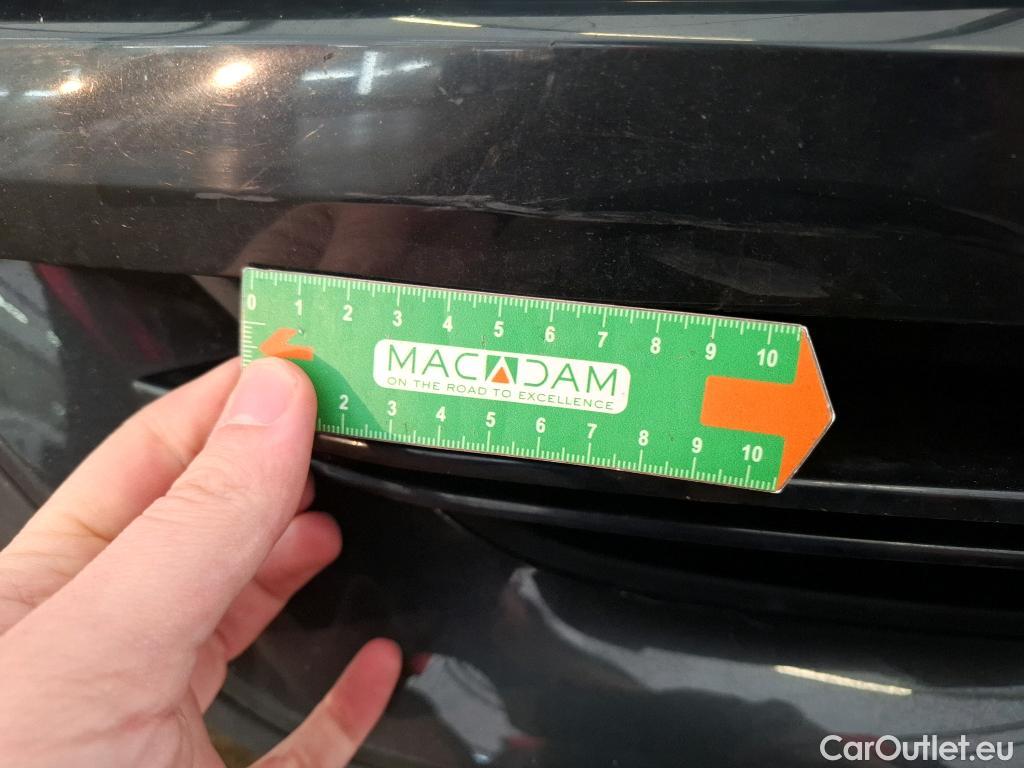 0 1 2 3 4 5 6 7 8 9 10
MACADAM
ON THE ROAD TO EXCELLENCE
2 3 4 5 6 7 8 9 10
CarOutlet.eu